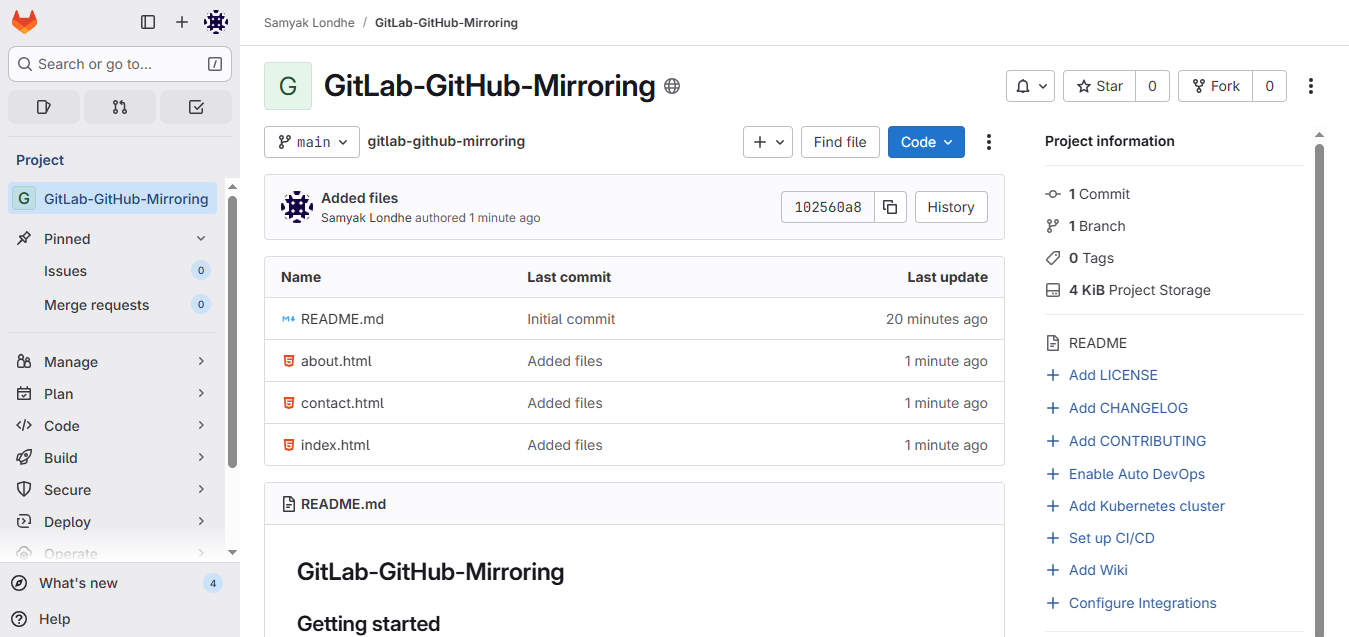 Samyak Londhe / GitLab-GitHub-Mirroring
Search or go to... /
Project
G GitLab-GitHub-Mirroring
Pinned
Issues 0
Merge requests 0
Manage
Plan
Code
Build
Secure
Deploy
Operate
What's new 4
Help
G GitLab-GitHub-Mirroring
Star 0 Fork 0
main gitlab-github-mirroring Find file Code
Added files
Samyak Londhe authored 1 minute ago
102560a8 History
Name Last commit Last update
README.md Initial commit 20 minutes ago
about.html Added files 1 minute ago
contact.html Added files 1 minute ago
index.html Added files 1 minute ago
README.md
GitLab-GitHub-Mirroring
Getting started
Project information
1 Commit
1 Branch
0 Tags
4 KiB Project Storage
README
Add LICENSE
Add CHANGELOG
Add CONTRIBUTING
Enable Auto DevOps
Add Kubernetes cluster
Set up CI/CD
Add Wiki
Configure Integrations